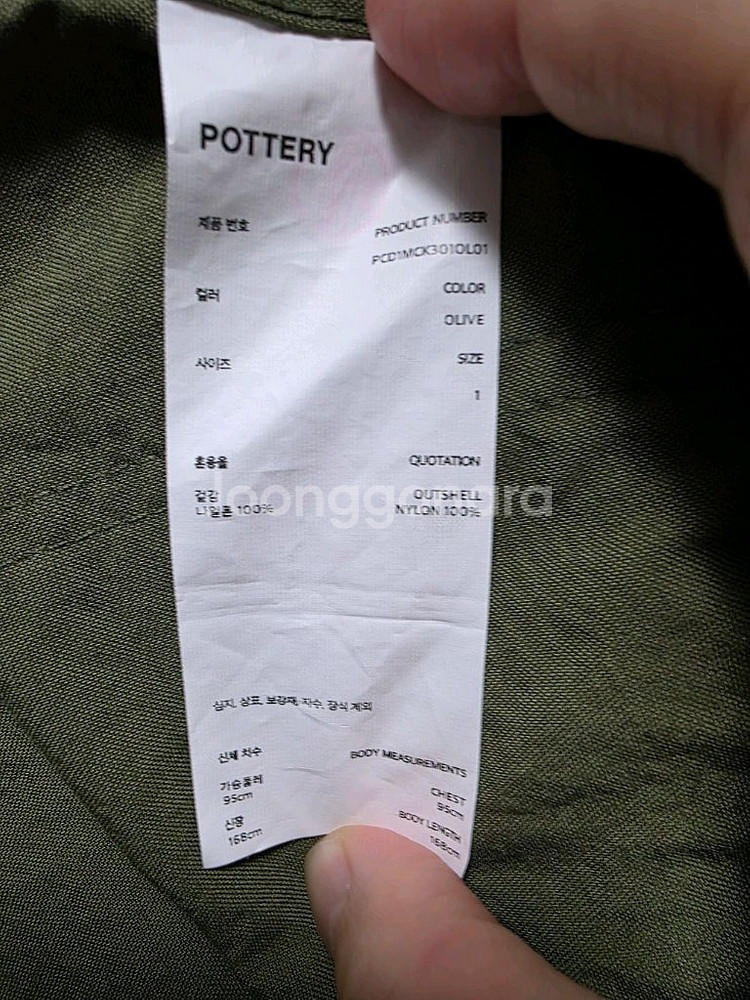 POTTERY
제품 번호 PRODUCT NUMBER
PCD1MCK3010L01
컬러 COLOR
OLIVE
사이즈 SIZE
1
혼용율 QUOTATION
겉감 OUTSHELL
나일론 100% NYLON 100%
joonggonara
심지, 상표, 보강재, 자수, 장식 제외
신체 치수 BODY MEASUREMENTS
가슴둘레 CHEST
95cm 95cm
신장 BODY LENGTH
168cm 168cm